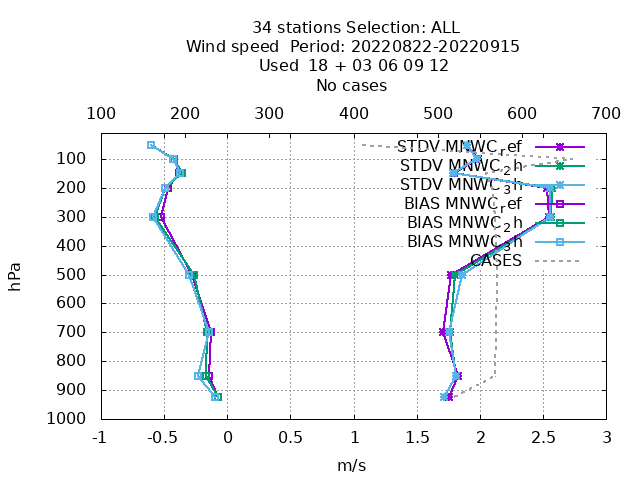 34 stations Selection: ALL
Wind speed  Period: 20220822-20220915
Used  18 + 03 06 09 12
No cases
100 200 300 400 500 600 700
STDV MNWC_ref
STDV MNWC_2h
STDV MNWC_3h
BIAS MNWC_ref
BIAS MNWC_2h
BIAS MNWC_3h
CASES
100
200
300
400
500
600
700
800
900
1000
hPa
-1 -0.5 0 0.5 1 1.5 2 2.5 3
m/s